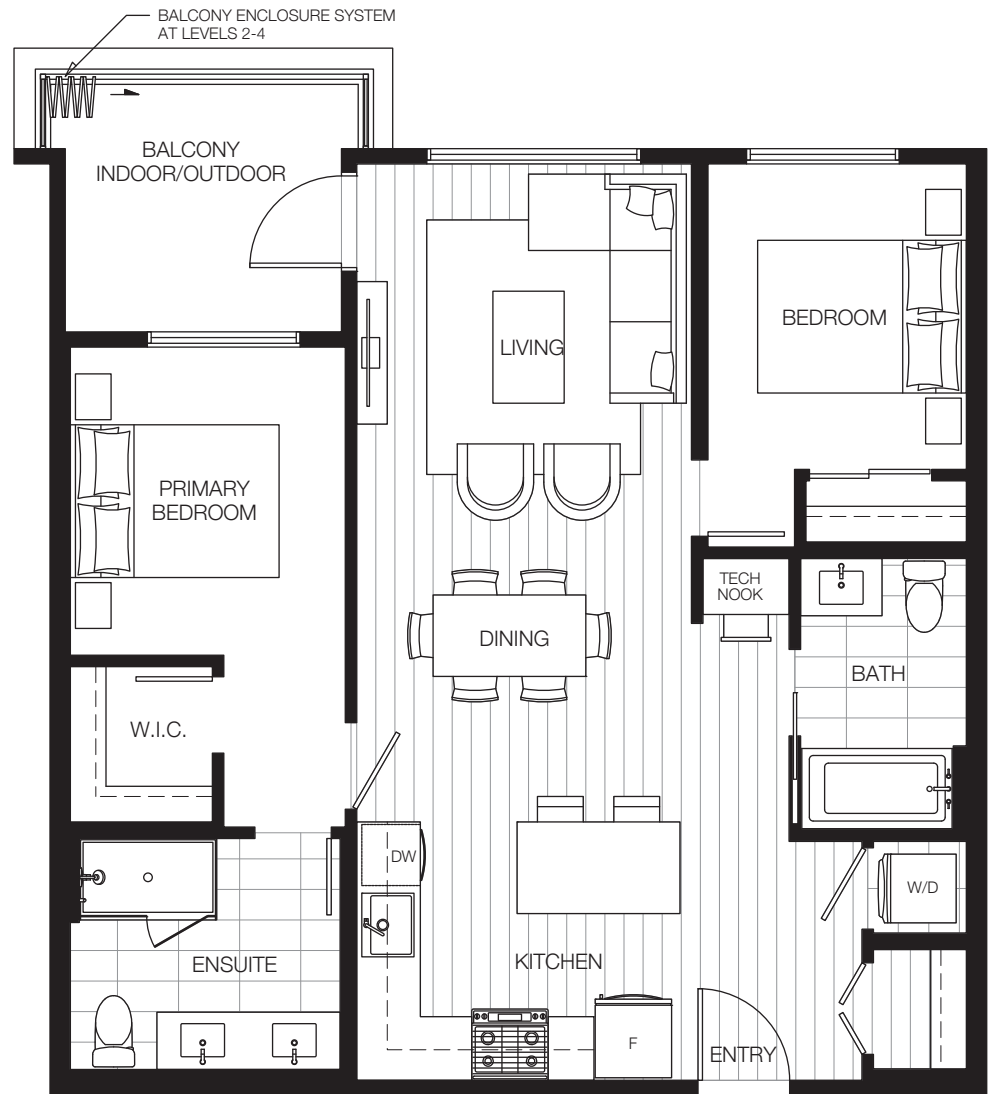 BALCONY ENCLOSURE SYSTEM
AT LEVELS 2-4
BALCONY
INDOOR/OUTDOOR
BEDROOM
LIVING
PRIMARY
BEDROOM
TECH
NOOK
DINING
BATH
W.I.C.
DW
W/D
ENSUITE
KITCHEN
F
ENTRY